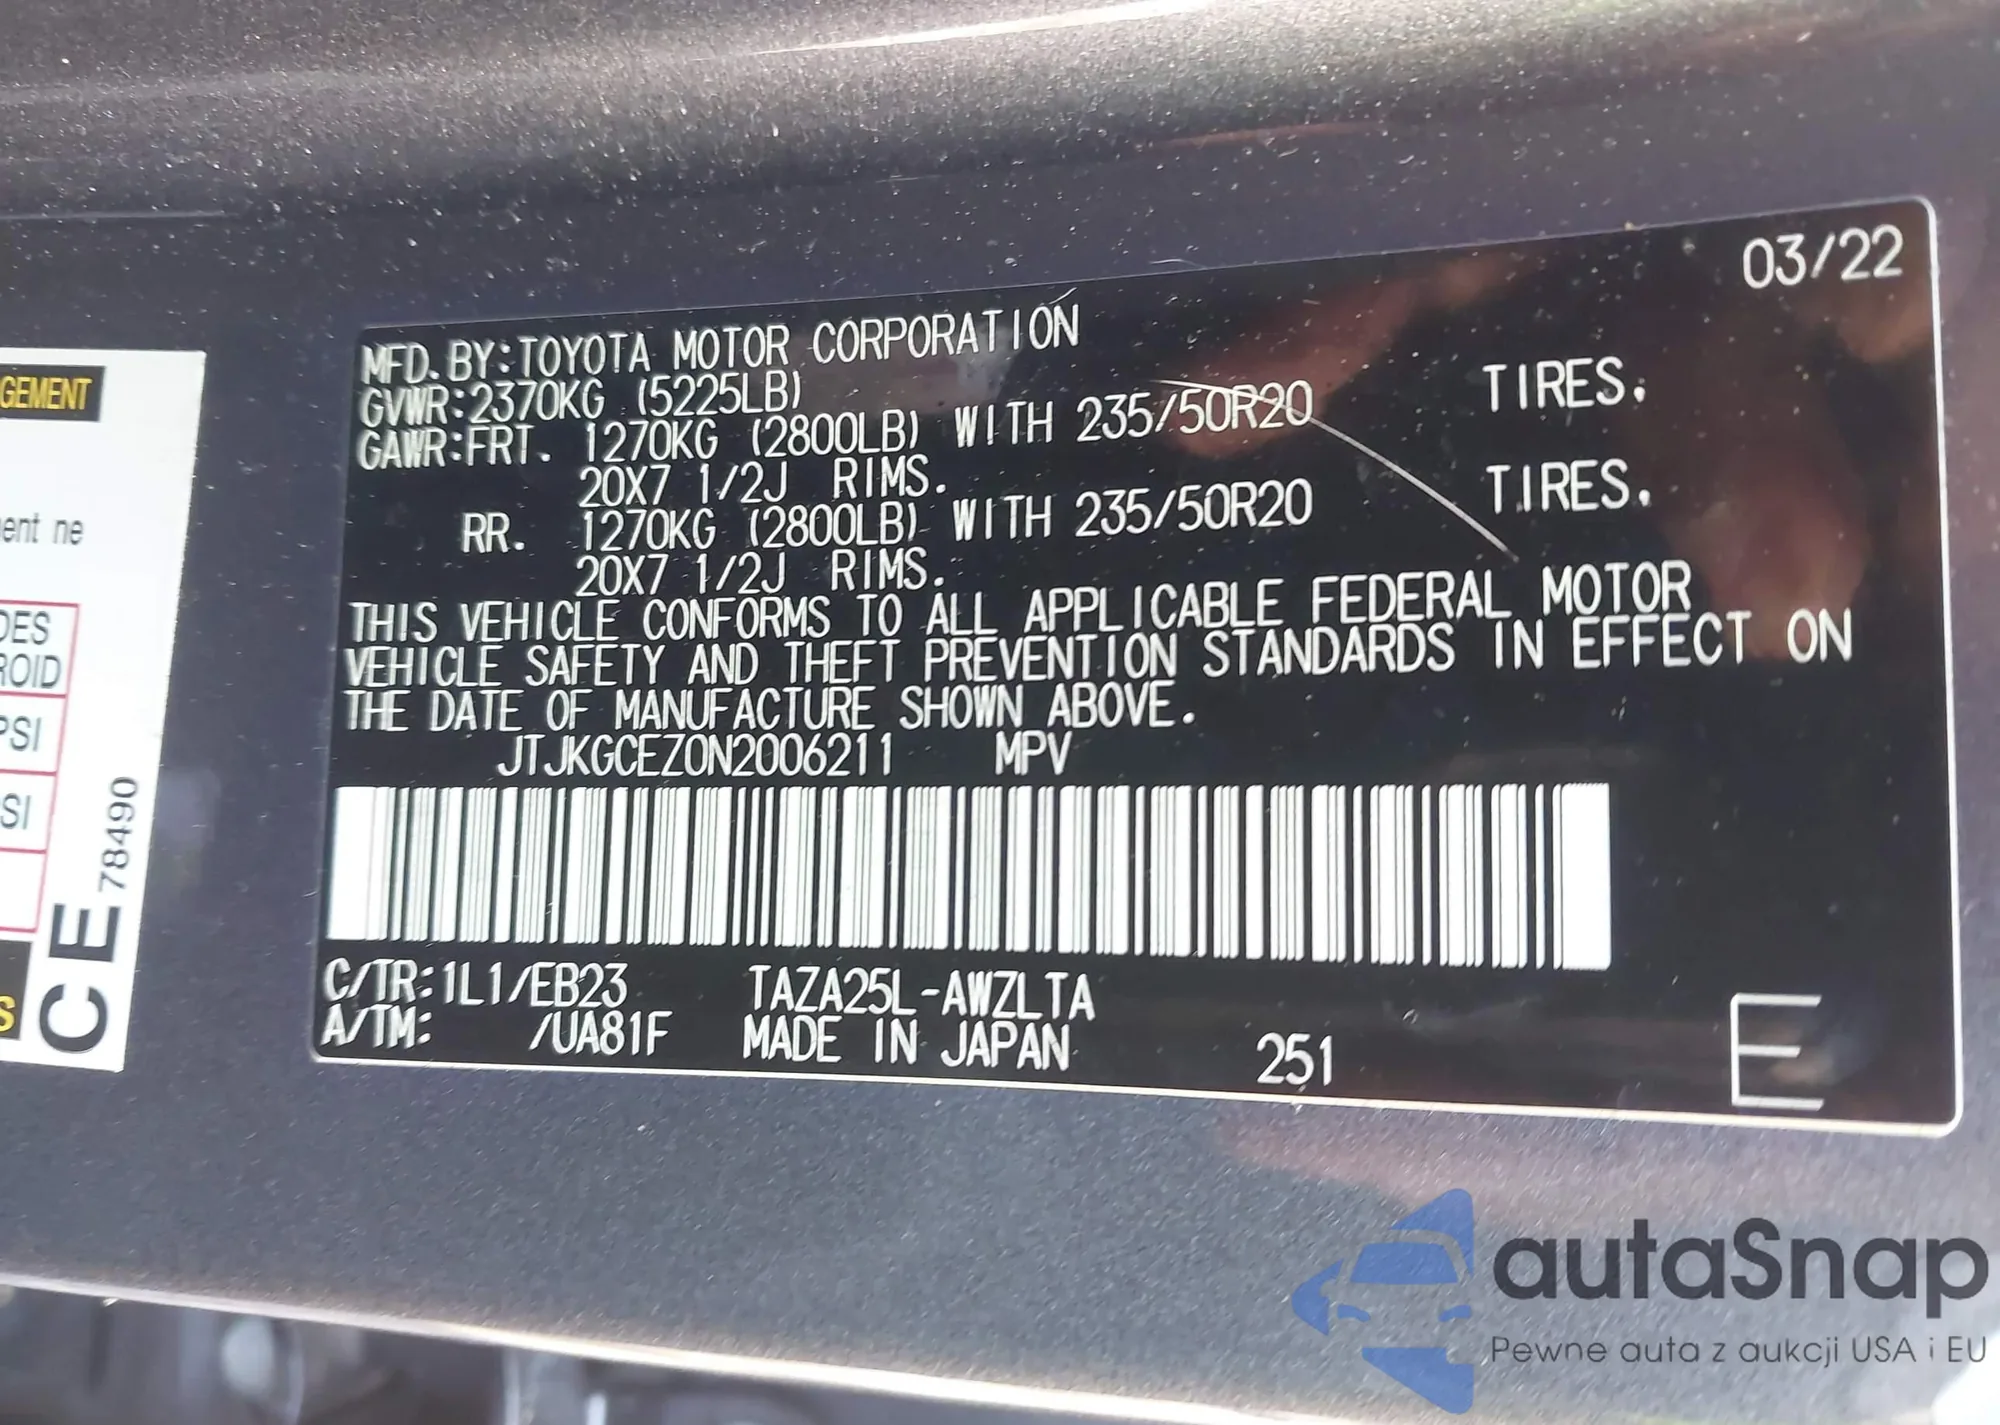 03/22
MFD. BY:TOYOTA MOTOR CORPORATION
GVWR:2370KG (5225LB)
GAWR:FRT. 1270KG (2800LB) WITH 235/50R20 TIRES.
20X7 1/2J RIMS.
RR. 1270KG (2800LB) WITH 235/50R20 TIRES.
20X7 1/2J RIMS.
THIS VEHICLE CONFORMS TO ALL APPLICABLE FEDERAL MOTOR
VEHICLE SAFETY AND THEFT PREVENTION STANDARDS IN EFFECT ON
THE DATE OF MANUFACTURE SHOWN ABOVE.
JTJKGCEZ0N2006211 MPV
C/TR:1L1/EB23 TAZA25L-AWZLTA
A/TM: /UA81F MADE IN JAPAN 251
E
GEMENT
ent ne
DES
ROID
PSI
SI
S
CE 78490
autaSnap
Pewne auta z aukcji USA i EU